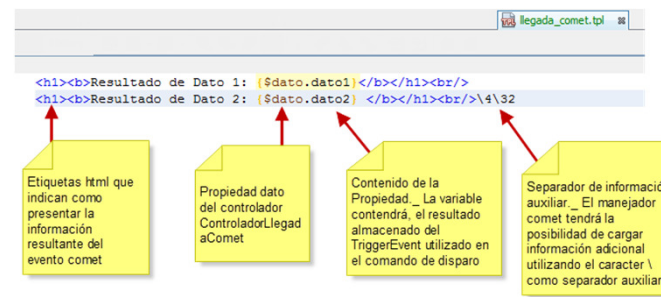 llegada_comet.tpl
<h1><b>Resultado de Dato 1: {$dato.dato1}</b></h1><br/>
<h1><b>Resultado de Dato 2: {$dato.dato2} </b></h1><br/>\4\32
Etiquetas html que
indican como
presentar la
información
resultante del
evento comet
Propiedad dato
del controlador
ControladorLlegad
aComet
Contenido de la
Propiedad._ La variable
contendrá, el resultado
almacenado del
TriggerEvent utilizado en
el comando de disparo
Separador de informació
auxiliar._ El manejador
comet tendrá la
posibilidad de cargar
información adicional
utilizando el caracter \
como separador auxiliar